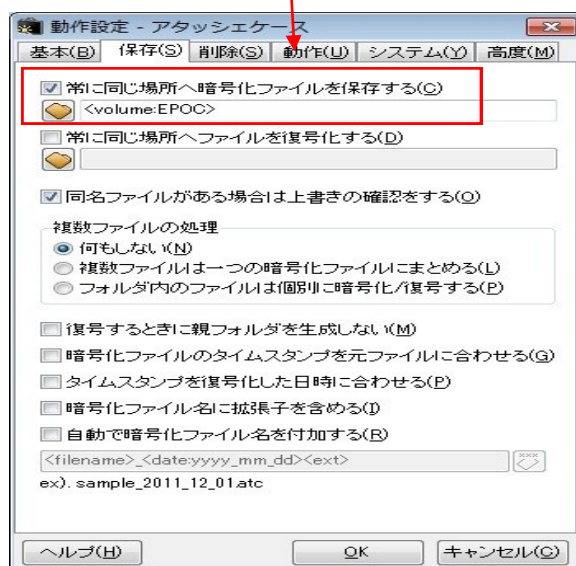 動作設定 - アタッシェケース
基本(B) 保存(S) 削除(S) 動作(U) システム(Y) 高度(M)
常に同じ場所へ暗号化ファイルを保存する(C)
<volume:EPOC>
常に同じ場所へファイルを復号化する(D)
同名ファイルがある場合は上書きの確認をする(O)
複数ファイルの処理
何もしない(N)
複数ファイルは一つの暗号化ファイルにまとめる(L)
フォルダ内のファイルは個別に暗号化/復号する(P)
復号するときに親フォルダを生成しない(M)
暗号化ファイルのタイムスタンプを元ファイルに合わせる(G)
タイムスタンプを復号化した日時に合わせる(P)
暗号化ファイル名に拡張子を含める(I)
自動で暗号化ファイル名を付加する(R)
<filename>_<date:yyyy_mm_dd><ext>
ex). sample_2011_12_01.atc
ヘルプ(H) OK キャンセル(C)